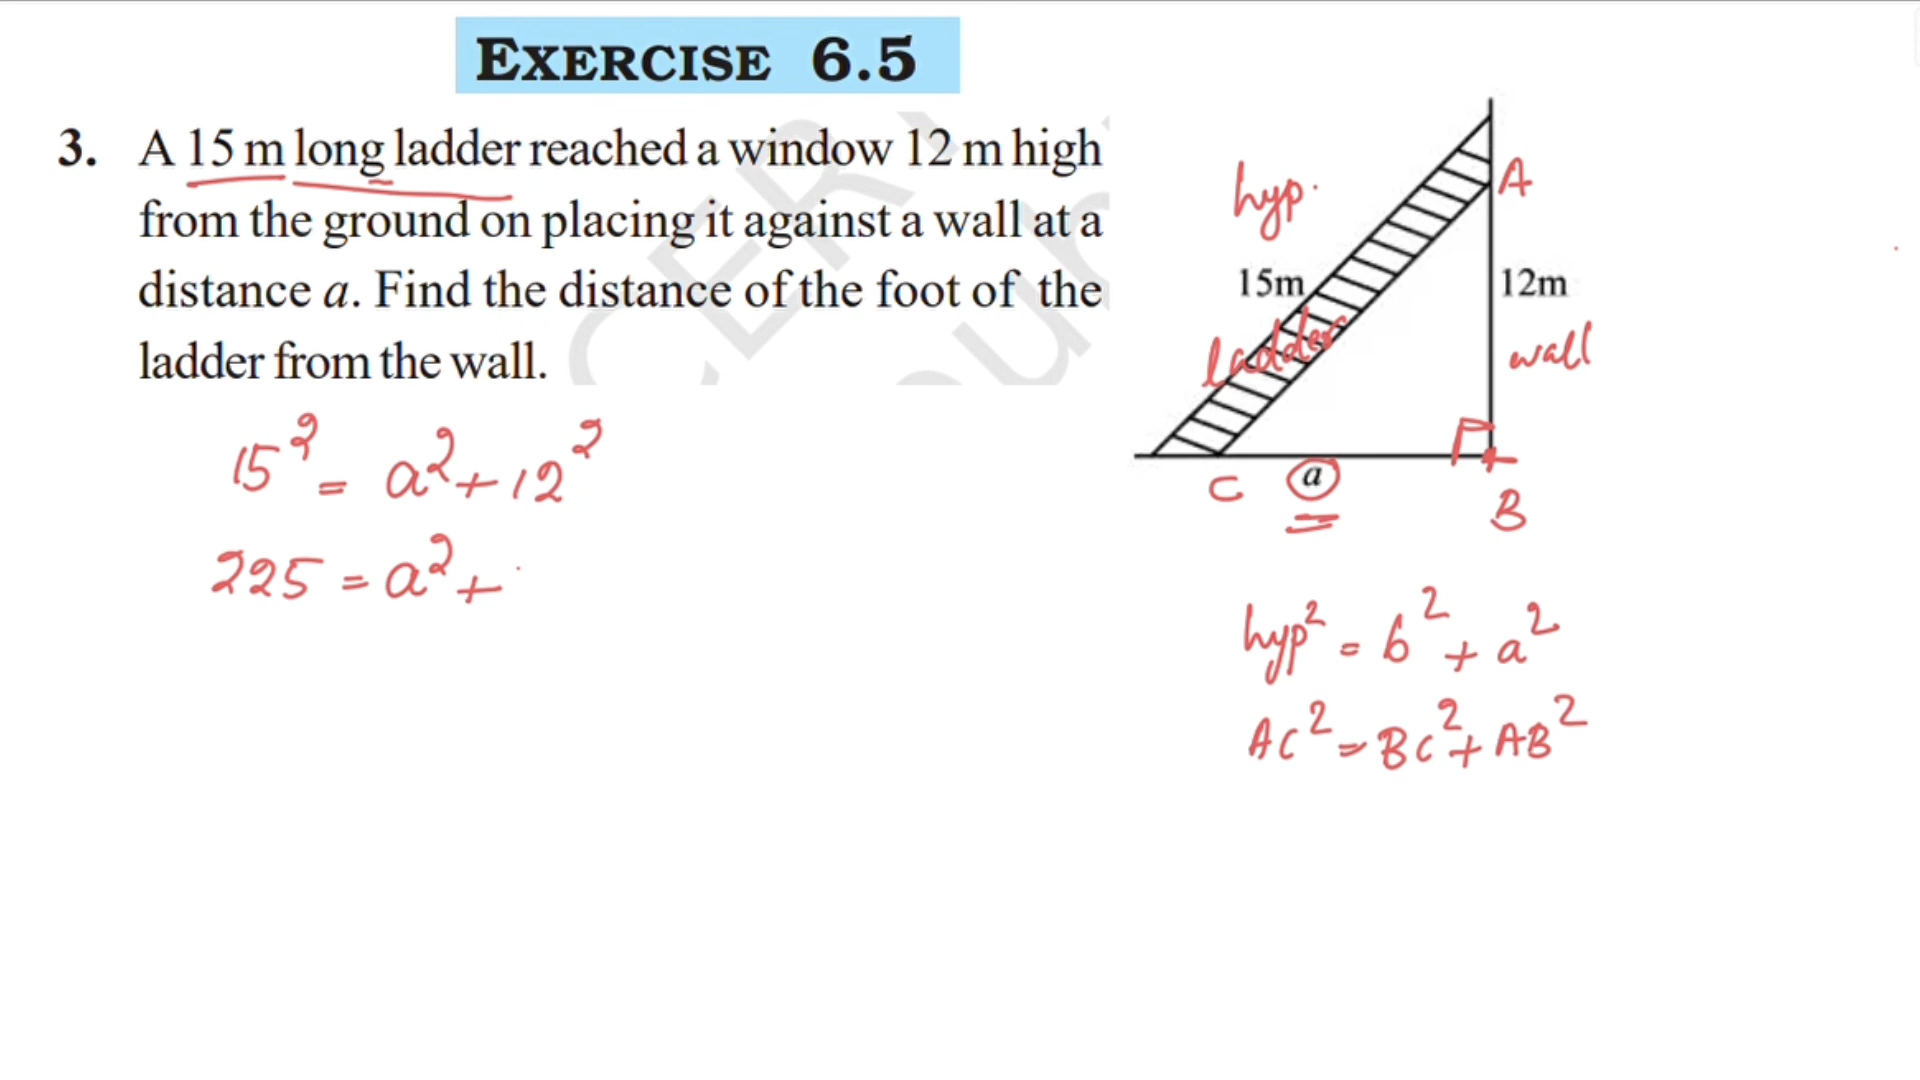 EXERCISE 6.5
3. A 15 m long ladder reached a window 12 m high
from the ground on placing it against a wall at a
distance a. Find the distance of the foot of the
ladder from the wall.
15² = a² + 12²
225 = a² +
hyp.
A
15m
12m
ladder
wall
C
a
B
hyp² = b² + a²
AC² = BC² + AB²